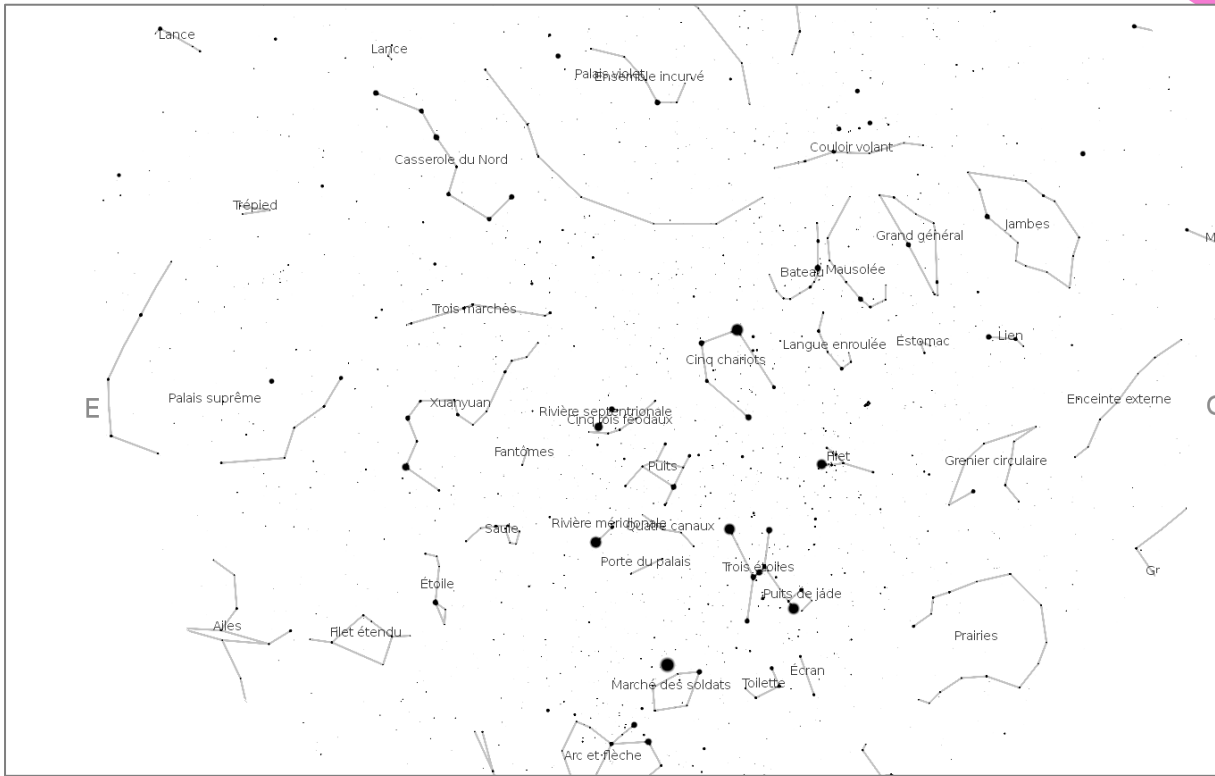 Lance
Lance
Palais violet
Ensemble incurvé
Couloir volant
Casserole du Nord
Trépied
Jambes
Grand général
M
Bateau
Mausolée
Trois marches
Lien
Langue enroulée
Estomac
Cinq chariots
Palais suprême
Xuanyuan
Enceinte externe
E
Rivière septentrionale
Cinq rois féodaux
Fantômes
Filet
Puits
Grenier circulaire
Saule
Rivière méridionale
Quatre canaux
Porte du palais
Trois étoiles
Gr
Étoile
Puits de jade
Ailes
Filet étendu
Prairies
Écran
Marché des soldats
Toilette
Arc et flèche